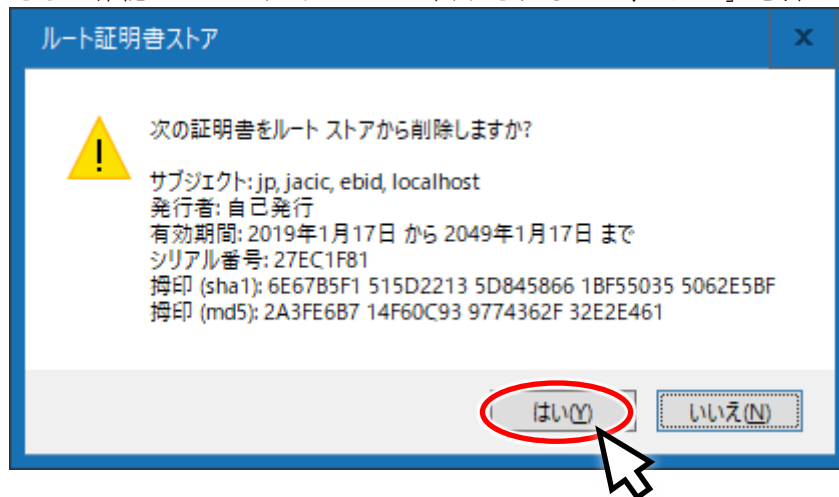 ルート証明書ストア
次の証明書をルート ストアから削除しますか?
サブジェクト: jp, jacic, ebid, localhost
発行者: 自己発行
有効期間: 2019年1月17日 から 2049年1月17日 まで
シリアル番号: 27EC1F81
拇印 (sha1): 6E67B5F1 515D2213 5D845866 1BF55035 5062E5BF
拇印 (md5): 2A3FE6B7 14F60C93 9774362F 32E2E461
はい(Y) いいえ(N)